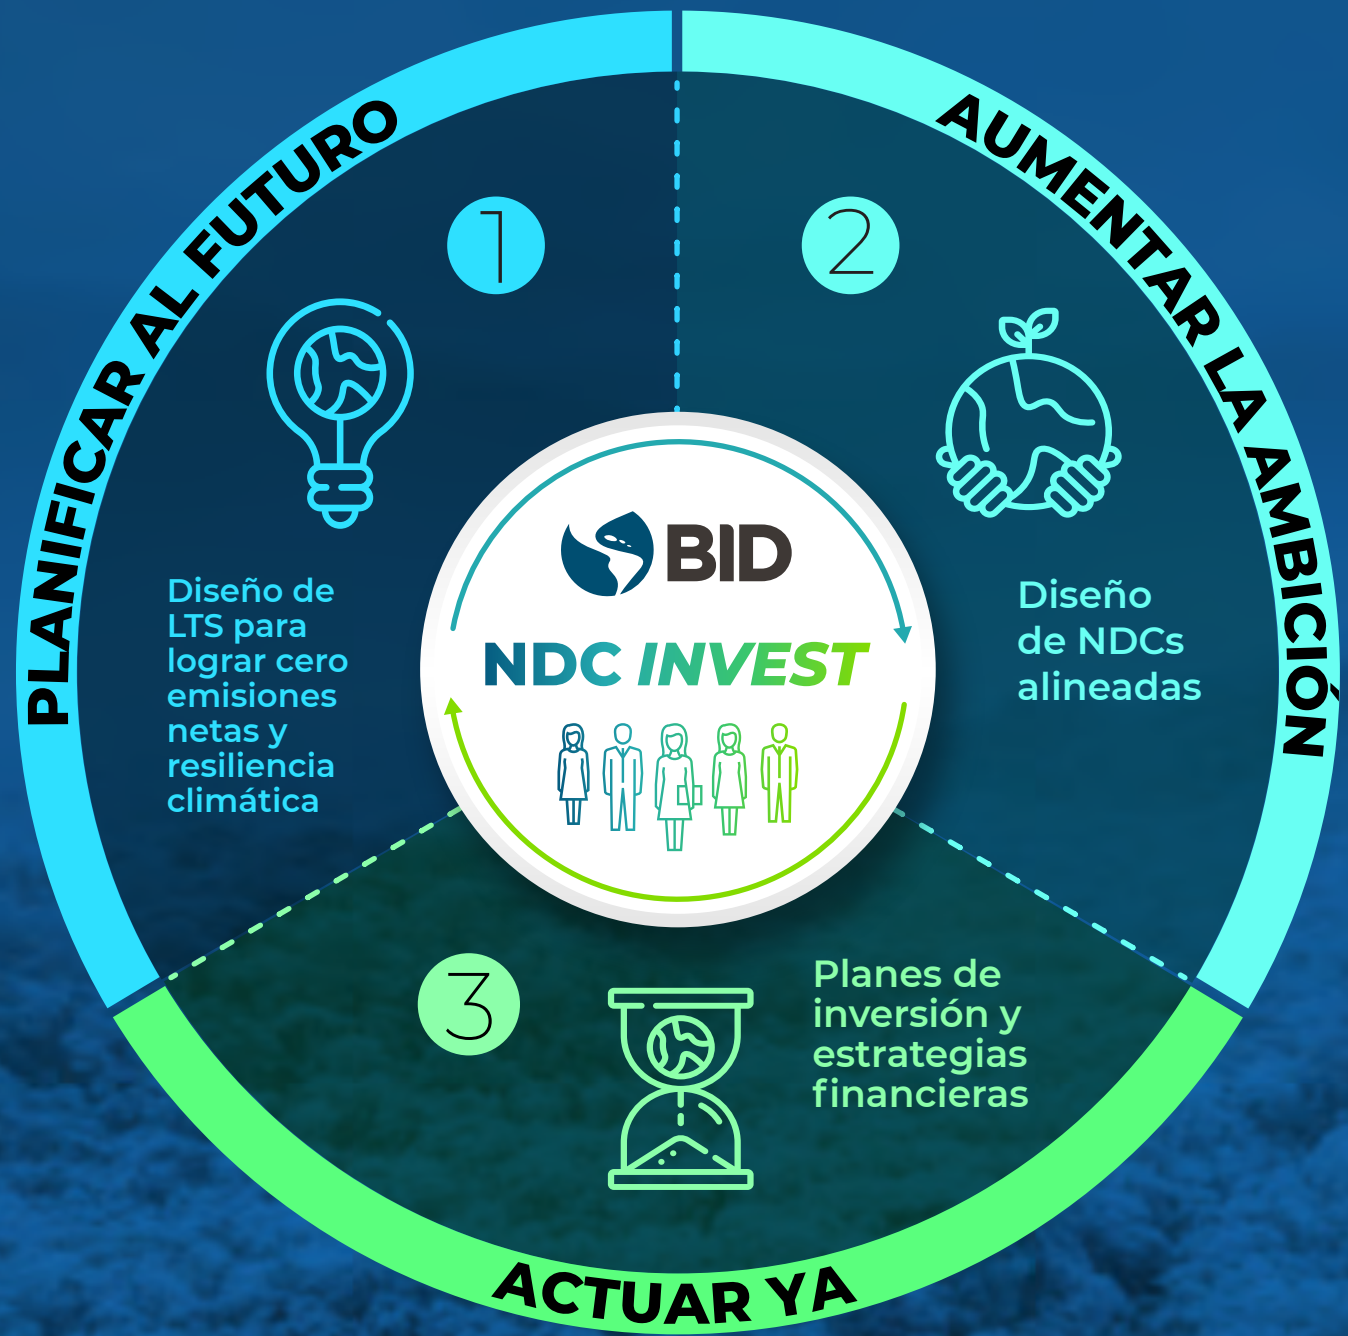 PLANIFICAR AL FUTURO
1
Diseño de
LTS para
lograr cero
emisiones
netas y
resiliencia
climática
AUMENTAR LA AMBICIÓN
2
Diseño
de NDCs
alineadas
BID
NDC INVEST
3
Planes de
inversión y
estrategias
financieras
ACTUAR YA